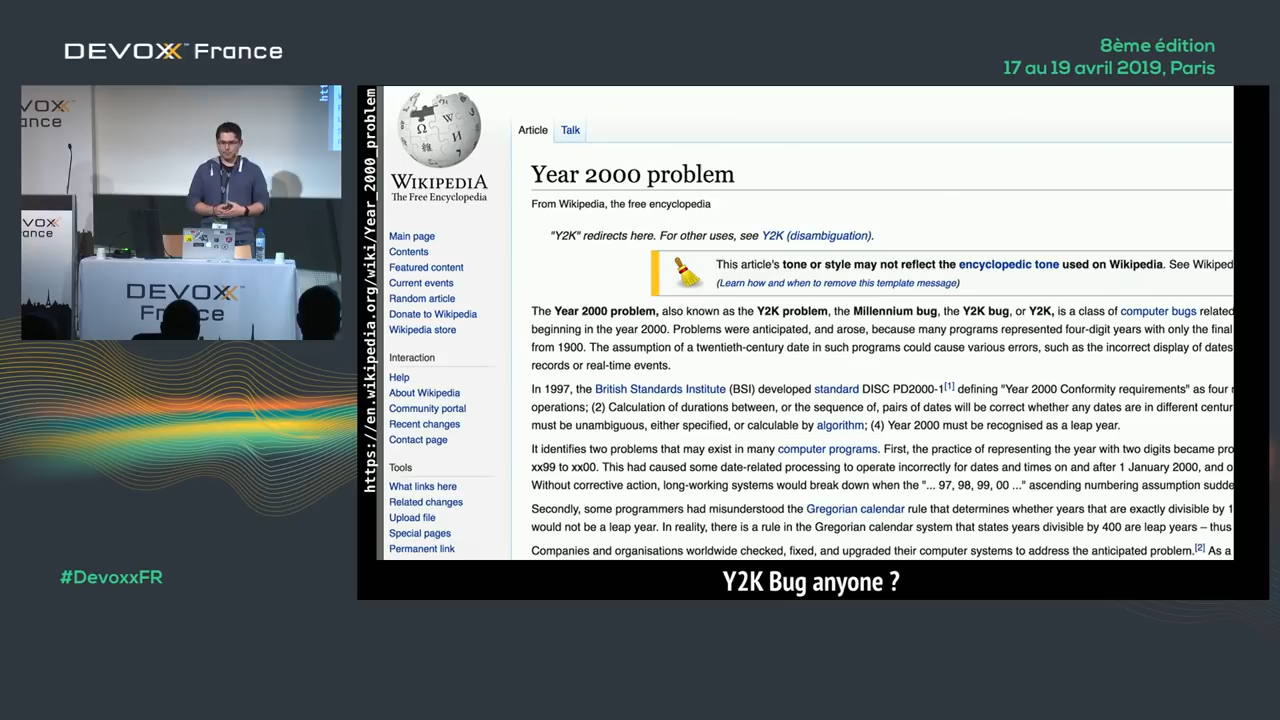 DEVOXX™ France
8ème édition
17 au 19 avril 2019, Paris
VOXX
ance
VOXX
ance
DEVOXX
France
https://en.wikipedia.org/wiki/Year_2000_problem
WIKIPEDIA
The Free Encyclopedia
Main page
Contents
Featured content
Current events
Random article
Donate to Wikipedia
Wikipedia store
Interaction
Help
About Wikipedia
Community portal
Recent changes
Contact page
Tools
What links here
Related changes
Upload file
Special pages
Permanent link
Article Talk
Year 2000 problem
From Wikipedia, the free encyclopedia
"Y2K" redirects here. For other uses, see Y2K (disambiguation).
This article's tone or style may not reflect the encyclopedic tone used on Wikipedia. See Wikiped
(Learn how and when to remove this template message)
The Year 2000 problem, also known as the Y2K problem, the Millennium bug, the Y2K bug, or Y2K, is a class of computer bugs related
beginning in the year 2000. Problems were anticipated, and arose, because many programs represented four-digit years with only the final
from 1900. The assumption of a twentieth-century date in such programs could cause various errors, such as the incorrect display of dates
records or real-time events.
In 1997, the British Standards Institute (BSI) developed standard DISC PD2000-1[1] defining "Year 2000 Conformity requirements" as four r
operations; (2) Calculation of durations between, or the sequence of, pairs of dates will be correct whether any dates are in different centur
must be unambiguous, either specified, or calculable by algorithm; (4) Year 2000 must be recognised as a leap year.
It identifies two problems that may exist in many computer programs. First, the practice of representing the year with two digits became pro
xx99 to xx00. This had caused some date-related processing to operate incorrectly for dates and times on and after 1 January 2000, and o
Without corrective action, long-working systems would break down when the "... 97, 98, 99, 00 ..." ascending numbering assumption sudde
Secondly, some programmers had misunderstood the Gregorian calendar rule that determines whether years that are exactly divisible by 1
would not be a leap year. In reality, there is a rule in the Gregorian calendar system that states years divisible by 400 are leap years – thus
Companies and organisations worldwide checked, fixed, and upgraded their computer systems to address the anticipated problem.[2] As a
Y2K Bug anyone ?
#DevoxxFR